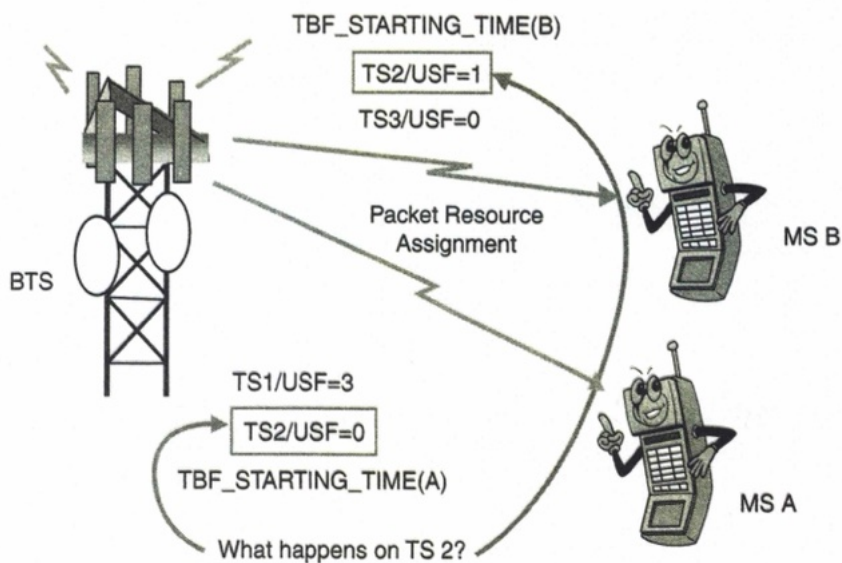 TBF_STARTING_TIME(B)
TS2/USF=1
TS3/USF=0
Packet Resource
Assignment
MS B
BTS
TS1/USF=3
TS2/USF=0
TBF_STARTING_TIME(A)
MS A
What happens on TS 2?